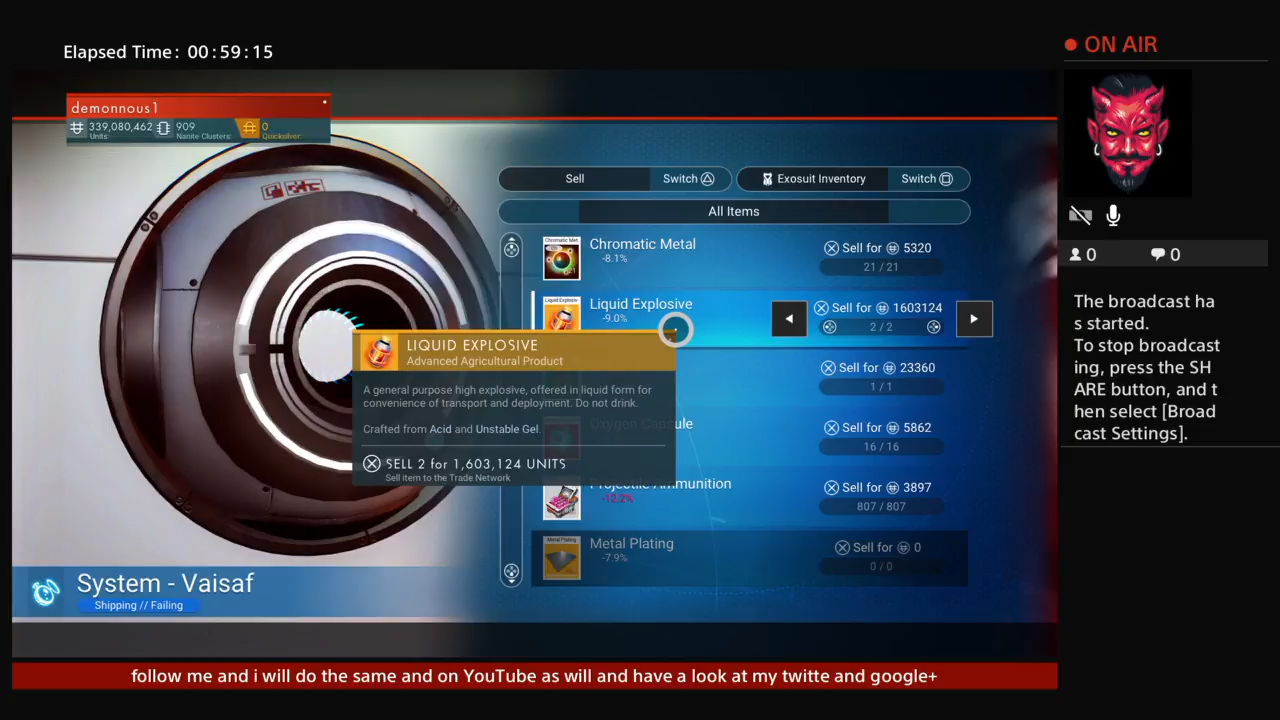 Elapsed Time: 00:59:15
ON AIR
demonnous1
339,080,462
Units:
909
Nanite Clusters:
0
Quicksilver:
0
0
The broadcast ha
s started.
To stop broadcast
ing, press the SH
ARE button, and t
hen select [Broad
cast Settings].
Sell
Switch
Exosuit Inventory
Switch
All Items
Chromatic Metal
-8.1%
Sell for 5320
21 / 21
Liquid Explosive
-9.0%
Sell for 1603124
2 / 2
LIQUID EXPLOSIVE
Advanced Agricultural Product
A general purpose high explosive, offered in liquid form for
convenience of transport and deployment. Do not drink.
Crafted from Acid and Unstable Gel.
SELL 2 for 1,603,124 UNITS
Sell item to the Trade Network
Sell for 23360
1 / 1
Oxygen Capsule
Sell for 5862
16 / 16
Projectile Ammunition
-12.2%
Sell for 3897
807 / 807
Metal Plating
-7.9%
Sell for 0
0 / 0
System - Vaisaf
Shipping // Failing
follow me and i will do the same and on YouTube as will and have a look at my twitte and google+